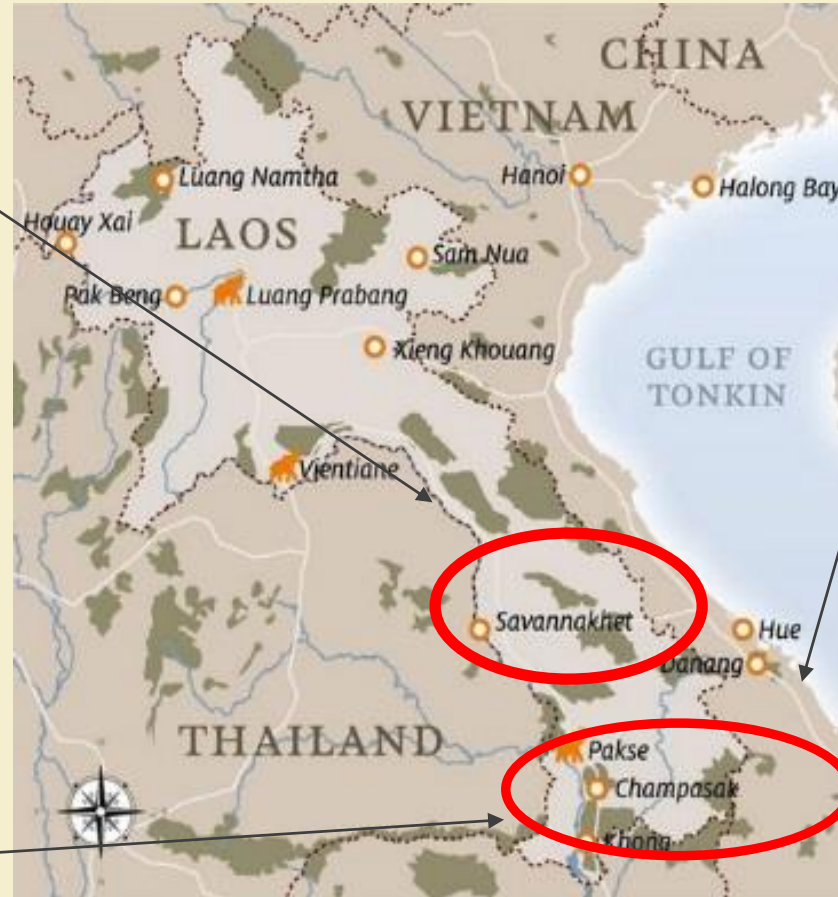 CHINA
VIETNAM
Luang Namtha
Hanoi
Halong Bay
Houay Xai
LAOS
Sam Nua
Pak Beng
Luang Prabang
Xieng Khouang
GULF OF
TONKIN
Vientiane
Savannakhet
Hue
Danang
THAILAND
Pakse
Champasak
Khong